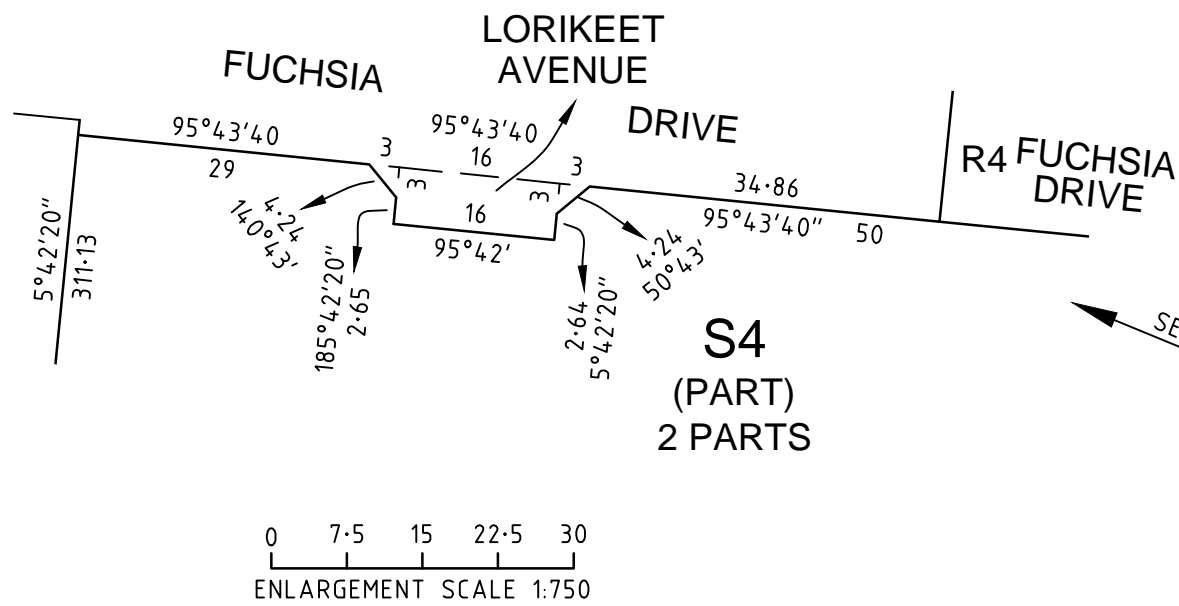 LORIKEET
AVENUE
FUCHSIA
DRIVE
95°43'40
29
3
95°43'40
16
3
3
3
34·86
95°43'40"
50
R4
FUCHSIA
DRIVE
5°42'20"
311·13
4·24
140°43'
185°42'20"
2·65
16
95°42'
2·64
5°42'20"
4·24
50°43'
S4
(PART)
2 PARTS
SE
0 7·5 15 22·5 30
ENLARGEMENT SCALE 1:750